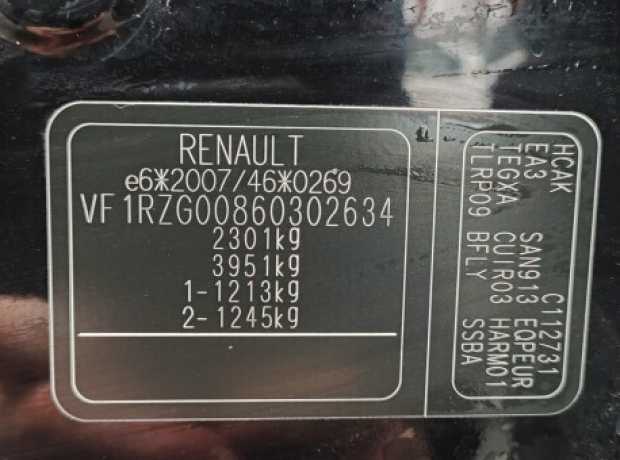 RENAULT
e6*2007/46*0269
VF1RZG00860302634
2301kg
3951kg
1-1213kg
2-1245kg
HCAK C112731
EA3 SAN913 EQPEUR
TEGXA CUIR03 HARM01
TLRP09 BFLY SSBA